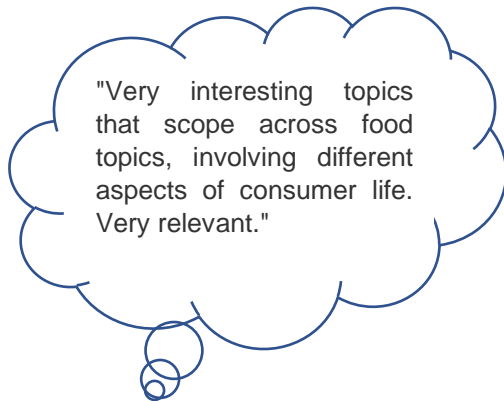 "Very interesting topics
that scope across food
topics, involving different
aspects of consumer life.
Very relevant."